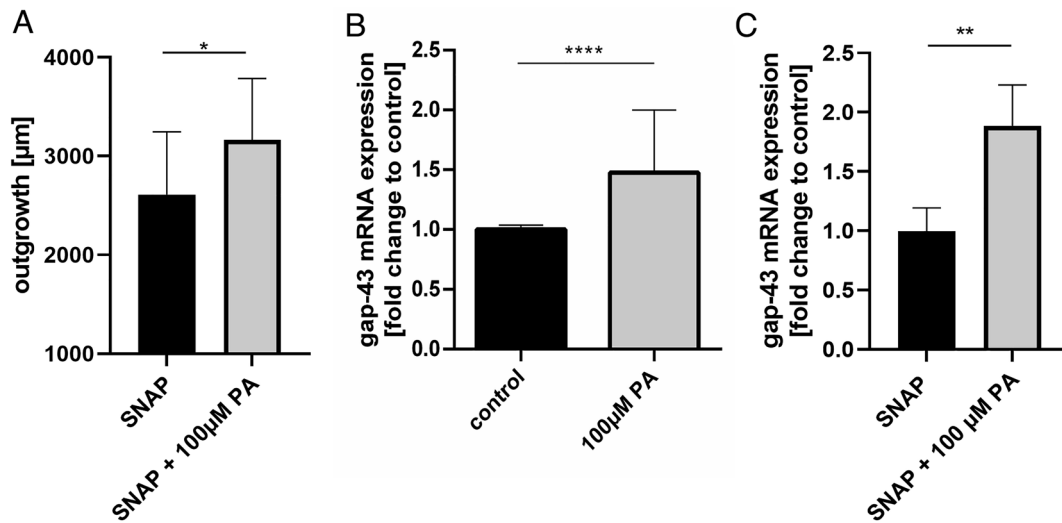 A
*
outgrowth [µm]
4000
3000
2000
1000
SNAP
SNAP + 100µM PA
B
****
gap-43 mRNA expression
[fold change to control]
2.5
2.0
1.5
1.0
0.5
0.0
control
100µM PA
C
**
gap-43 mRNA expression
[fold change to control]
2.5
2.0
1.5
1.0
0.5
0.0
SNAP
SNAP + 100 µM PA